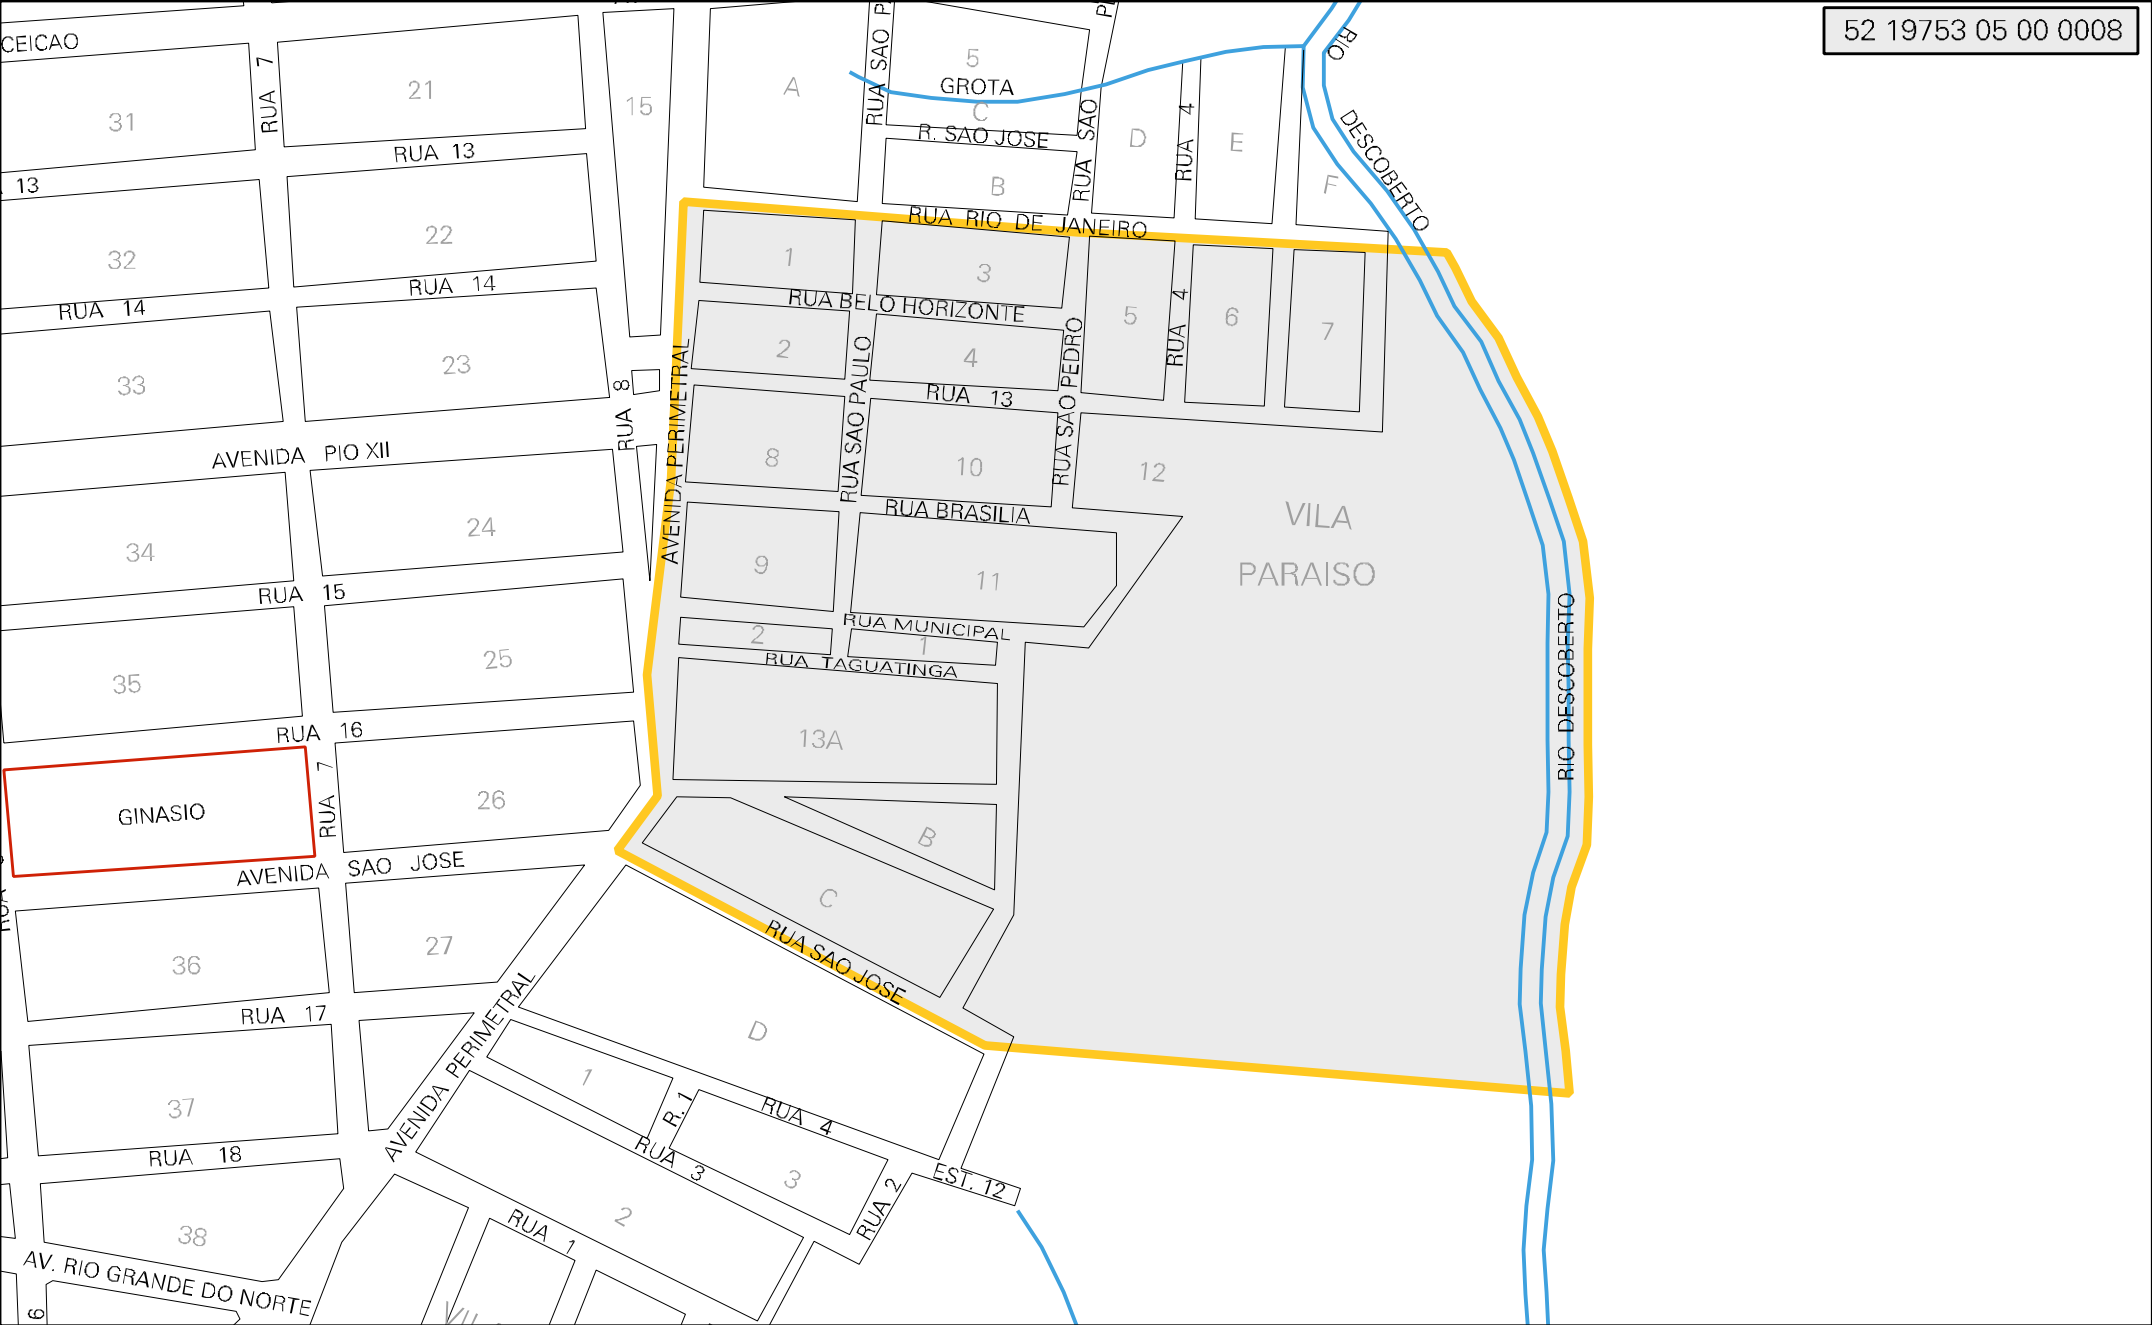 52 19753 05 00 0008
CEICAO
RUA 7
31
21
15
A
RUA SAO P
5
GROTA
C
R. SAO JOSE
B
RUA SAO
PE
D
RUA 4
E
F
RIO
DESCOBERTO
RUA 13
13
32
22
RUA 14
RUA 14
33
23
RUA 8
AVENIDA PIO XII
RUA RIO DE JANEIRO
1
3
5
RUA 4
6
7
RUA BELO HORIZONTE
2
4
AVENIDA PERIMETRAL
RUA SAO PAULO
RUA SAO PEDRO
RUA 13
8
10
12
VILA
PARAISO
RUA BRASILIA
9
11
RUA MUNICIPAL
2
1
RUA TAGUATINGA
13A
B
C
RUA SAO JOSE
RIO DESCOBERTO
34
24
RUA 15
35
25
RUA 16
GINASIO
RUA 7
26
AVENIDA SAO JOSE
RUA
36
27
RUA 17
AVENIDA PERIMETRAL
37
RUA 18
38
AV. RIO GRANDE DO NORTE
6
D
1
R. 1
RUA 4
RUA 3
3
2
RUA 2
EST. 12
RUA 1
VIL